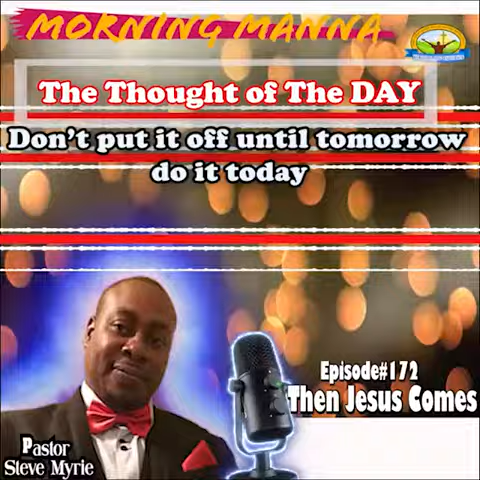 MORNING MANNA
The Thought of The DAY
Don't put it off until tomorrow
do it today
Episode#172
Then Jesus Comes
Pastor
Steve Myrie